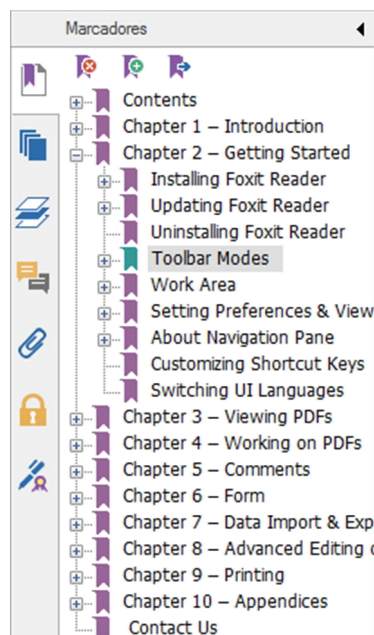 Marcadores
Contents
Chapter 1 – Introduction
Chapter 2 – Getting Started
Installing Foxit Reader
Updating Foxit Reader
Uninstalling Foxit Reader
Toolbar Modes
Work Area
Setting Preferences & View
About Navigation Pane
Customizing Shortcut Keys
Switching UI Languages
Chapter 3 – Viewing PDFs
Chapter 4 – Working on PDFs
Chapter 5 – Comments
Chapter 6 – Form
Chapter 7 – Data Import & Exp
Chapter 8 – Advanced Editing
Chapter 9 – Printing
Chapter 10 – Appendices
Contact Us